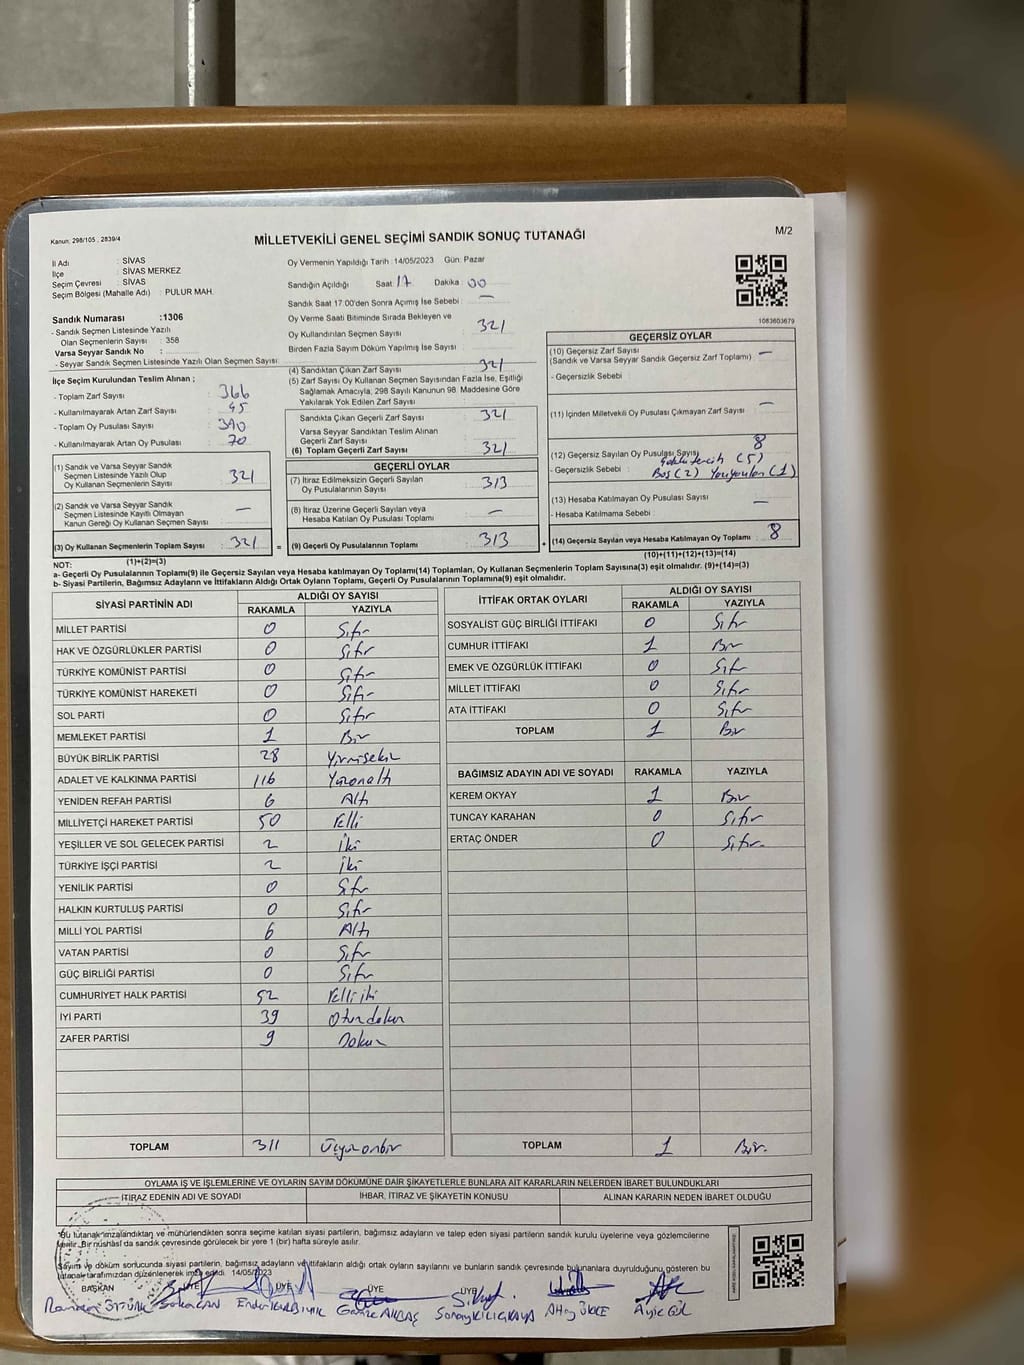 Kanun: 298/105 , 2839/4
MİLLETVEKİLİ GENEL SEÇİMİ SANDIK SONUÇ TUTANAĞI
M/2
İl Adı : SİVAS
İlçe : SİVAS MERKEZ
Seçim Çevresi : SİVAS
Seçim Bölgesi (Mahalle Adı) : PULUR MAH.
Sandık Numarası :1306
- Sandık Seçmen Listesinde Yazılı
Olan Seçmenlerin Sayısı : 358
Varsa Seyyar Sandık No :
- Seyyar Sandık Seçmen Listesinde Yazılı Olan Seçmen Sayısı :
Oy Vermenin Yapıldığı Tarih :14/05/2023 Gün: Pazar
Sandığın Açıldığı Saat : 17 Dakika : 00
Sandık Saat 17:00'den Sonra Açımış İse Sebebi : —
Oy Verme Saati Bitiminde Sırada Bekleyen ve
Oy Kullandırılan Seçmen Sayısı : 321
Birden Fazla Sayım Döküm Yapılmış İse Sayısı :
(4) Sandıktan Çıkan Zarf Sayısı : 321
(5) Zarf Sayısı Oy Kullanan Seçmen Sayısından Fazla İse, Eşitliği
Sağlamak Amacıyla, 298 Sayılı Kanunun 98. Maddesine Göre
Yakılarak Yok Edilen Zarf Sayısı :
1083603679
İlçe Seçim Kurulundan Teslim Alınan ;
- Toplam Zarf Sayısı : 366
- Kullanılmayarak Artan Zarf Sayısı : 45
- Toplam Oy Pusulası Sayısı : 390
- Kullanılmayarak Artan Oy Pusulası : 70
Sandıkta Çıkan Geçerli Zarf Sayısı : 321
Varsa Seyyar Sandıktan Teslim Alınan
Geçerli Zarf Sayısı
(6) Toplam Geçerli Zarf Sayısı : 321
(1) Sandık ve Varsa Seyyar Sandık
Seçmen Listesinde Yazılı Olup
Oy Kullanan Seçmenlerin Sayısı : 321
(2) Sandık ve Varsa Seyyar Sandık
Seçmen Listesinde Kayıtlı Olmayan
Kanun Gereği Oy Kullanan Seçmen Sayısı : —
(3) Oy Kullanan Seçmenlerin Toplam Sayısı : 321
(1)+(2)=(3)
GEÇERLİ OYLAR
(7) İtiraz Edilmeksizin Geçerli Sayılan
Oy Pusulalarının Sayısı : 313
(8) İtiraz Üzerine Geçerli Sayılan veya
Hesaba Katılan Oy Pusulası Toplamı : —
= (9) Geçerli Oy Pusulalarının Toplamı : 313
GEÇERSİZ OYLAR
(10) Geçersiz Zarf Sayısı : —
(Sandık ve Varsa Seyyar Sandık Geçersiz Zarf Toplamı)
- Geçersizlik Sebebi :
(11) İçinden Milletvekili Oy Pusulası Çıkmayan Zarf Sayısı : —
(12) Geçersiz Sayılan Oy Pusulası Sayısı : 8
- Geçersizlik Sebebi : tercih (5)
Boş (2) (1)
(13) Hesaba Katılmayan Oy Pusulası Sayısı : —
- Hesaba Katılmama Sebebi :
+ (14) Geçersiz Sayılan veya Hesaba Katılmayan Oy Toplamı : 8
(10)+(11)+(12)+(13)=(14)
NOT:
a- Geçerli Oy Pusulalarının Toplamı(9) ile Geçersiz Sayılan veya Hesaba katılmayan Oy Toplamı(14) Toplamları, Oy Kullanan Seçmenlerin Toplam Sayısına(3) eşit olmalıdır. (9)+(14)=(3)
b- Siyasi Partilerin, Bağımsız Adayların ve İttifakların Aldığı Ortak Oyların Toplamı, Geçerli Oy Pusulalarının Toplamına(9) eşit olmalıdır.
SİYASİ PARTİNİN ADI ALDIĞI OY SAYISI
RAKAMLA YAZIYLA
MİLLET PARTİSİ 0 Sıfır
HAK VE ÖZGÜRLÜKLER PARTİSİ 0 Sıfır
TÜRKİYE KOMÜNİST PARTİSİ 0 Sıfır
TÜRKİYE KOMÜNİST HAREKETİ 0 Sıfır
SOL PARTİ 0 Sıfır
MEMLEKET PARTİSİ 1 Bir
BÜYÜK BİRLİK PARTİSİ 28 Yirmisekiz
ADALET VE KALKINMA PARTİSİ 116 Yüzonaltı
YENİDEN REFAH PARTİSİ 6 Altı
MİLLİYETÇİ HAREKET PARTİSİ 50 Elli
YEŞİLLER VE SOL GELECEK PARTİSİ 2 İki
TÜRKİYE İŞÇİ PARTİSİ 2 İki
YENİLİK PARTİSİ 0 Sıfır
HALKIN KURTULUŞ PARTİSİ 0 Sıfır
MİLLİ YOL PARTİSİ 6 Altı
VATAN PARTİSİ 0 Sıfır
GÜÇ BİRLİĞİ PARTİSİ 0 Sıfır
CUMHURİYET HALK PARTİSİ 52 Elliiki
İYİ PARTİ 39 Otuzdokuz
ZAFER PARTİSİ 9 Dokuz
TOPLAM 311 Üçyüzonbir
İTTİFAK ORTAK OYLARI ALDIĞI OY SAYISI
RAKAMLA YAZIYLA
SOSYALİST GÜÇ BİRLİĞİ İTTİFAKI 0 Sıfır
CUMHUR İTTİFAKI 1 Bir
EMEK VE ÖZGÜRLÜK İTTİFAKI 0 Sıfır
MİLLET İTTİFAKI 0 Sıfır
ATA İTTİFAKI 0 Sıfır
TOPLAM 1 Bir
BAĞIMSIZ ADAYIN ADI VE SOYADI RAKAMLA YAZIYLA
KEREM OKYAY 1 Bir
TUNCAY KARAHAN 0 Sıfır
ERTAÇ ÖNDER 0 Sıfır.
TOPLAM 1 Bir.
OYLAMA İŞ VE İŞLEMLERİNE VE OYLARIN SAYIM DÖKÜMÜNE DAİR ŞİKAYETLERLE BUNLARA AİT KARARLARIN NELERDEN İBARET BULUNDUKLARI
İTİRAZ EDENİN ADI VE SOYADI İHBAR, İTİRAZ VE ŞİKAYETİN KONUSU ALINAN KARARIN NEDEN İBARET OLDUĞU
Bu tutanak imzalandıktan ve mühürlendikten sonra seçime katılan siyasi partilerin, bağımsız adayların ve talep eden siyasi partilerin sandık kurulu üyelerine veya gözlemcilerine
verilir. Bir nüshası da sandık çevresinde görülecek bir yere 1 (bir) hafta süreyle asılır.
Sayım ve döküm sonucunda siyasi partilerin, bağımsız adayların ve ittifakların aldığı ortak oyların sayılarını ve bunların sandık çevresinde bulunanlara duyrulduğunu gösteren bu
tutanak tarafımızdan düzenlenerek imza edildi. 14/05/2023
BAŞKAN ÜYE ÜYE ÜYE ÜYE
ÖZTÜRK CAN Ender Gamze AKBAŞ Sonay KILIÇKAYA Ayşe GÜL